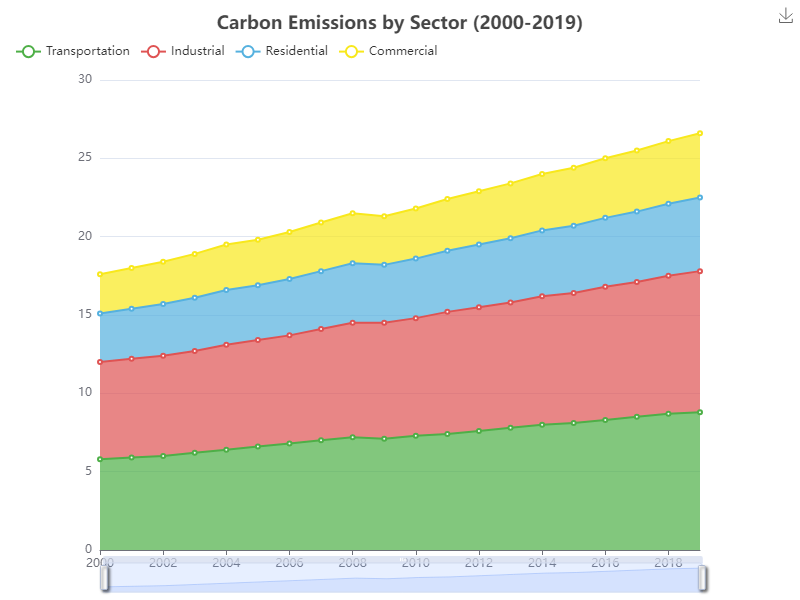 Carbon Emissions by Sector (2000-2019)
Transportation Industrial Residential Commercial
30
25
20
15
10
5
0
2000 2002 2004 2006 2008 2010 2012 2014 2016 2018